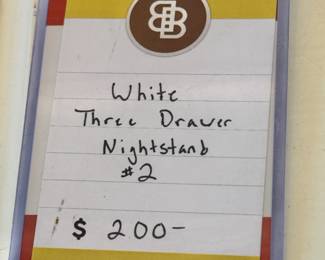 White
Three Drawer
Nightstand
#2
$ 200-